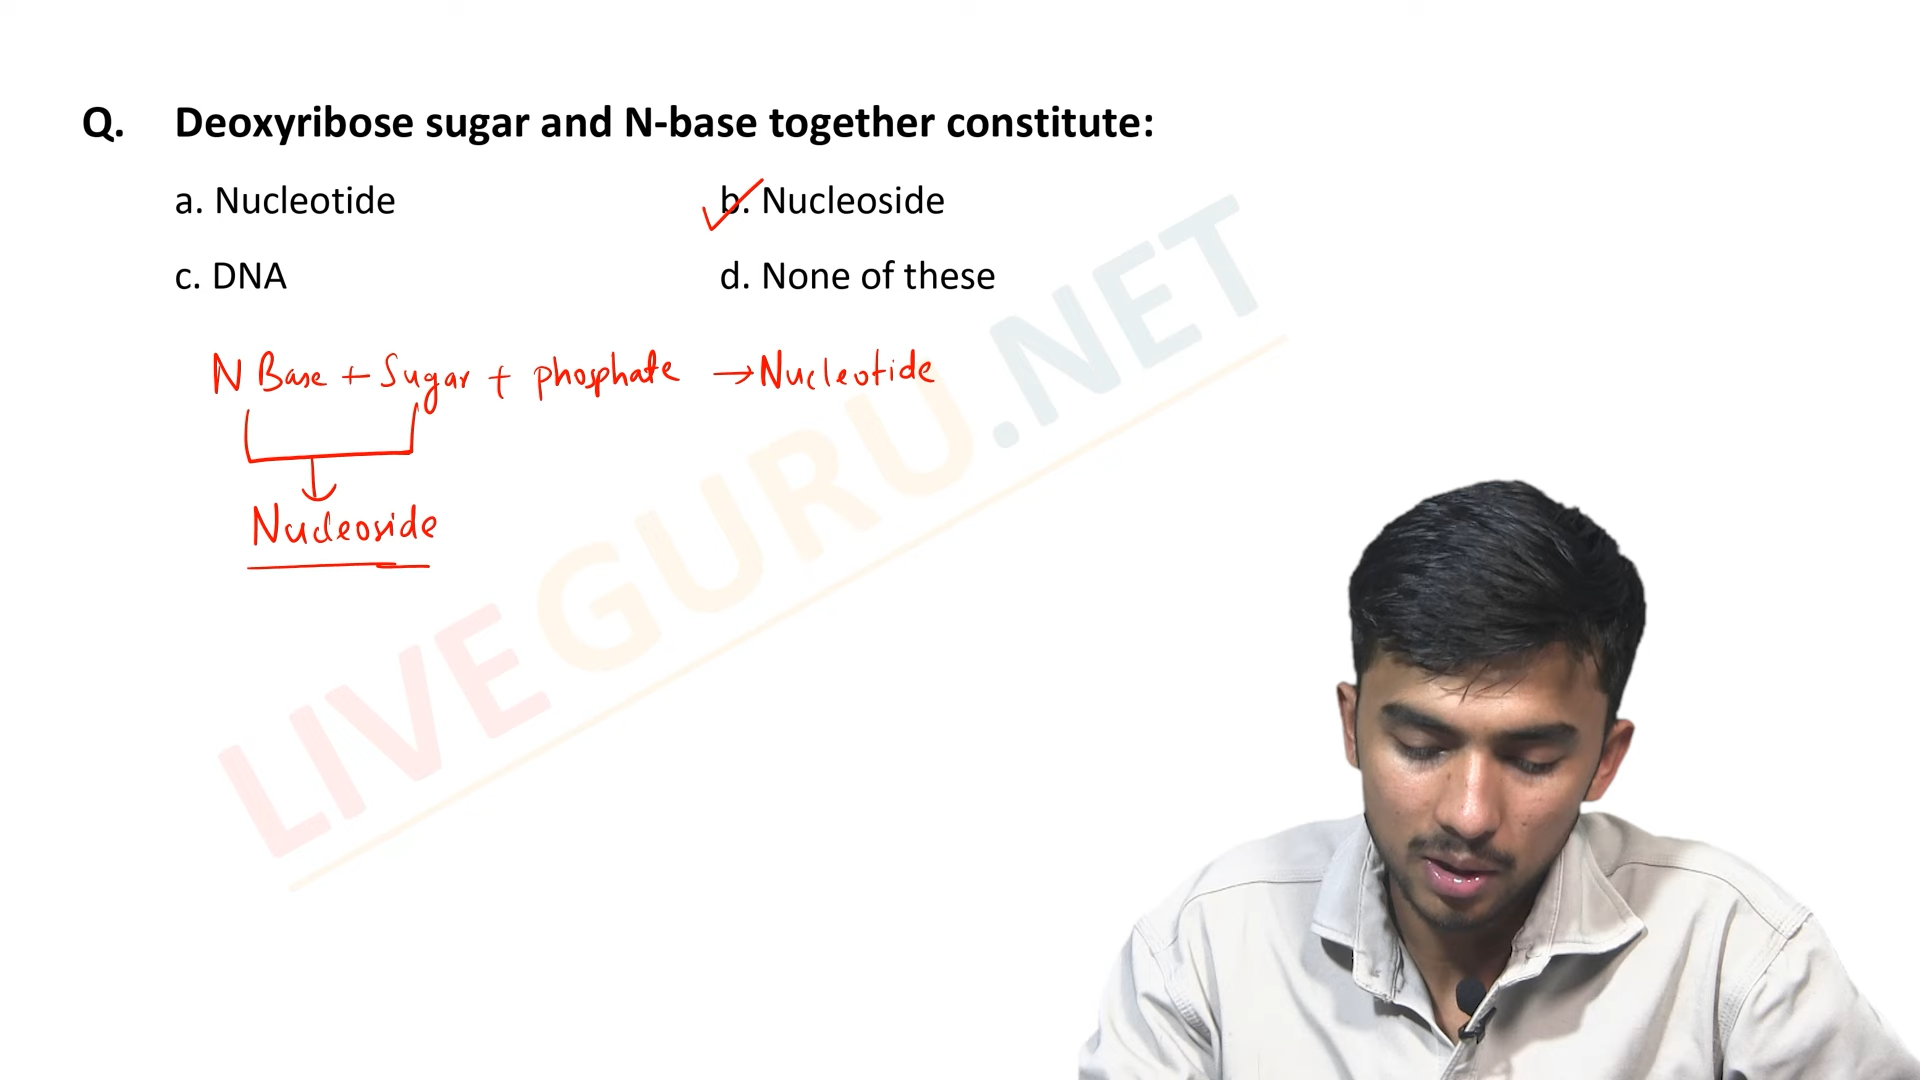 Q. Deoxyribose sugar and N-base together constitute:
a. Nucleotide b. Nucleoside
c. DNA d. None of these
N Base + Sugar + phosphate → Nucleotide
Nucleoside
LIVEGURU.NET